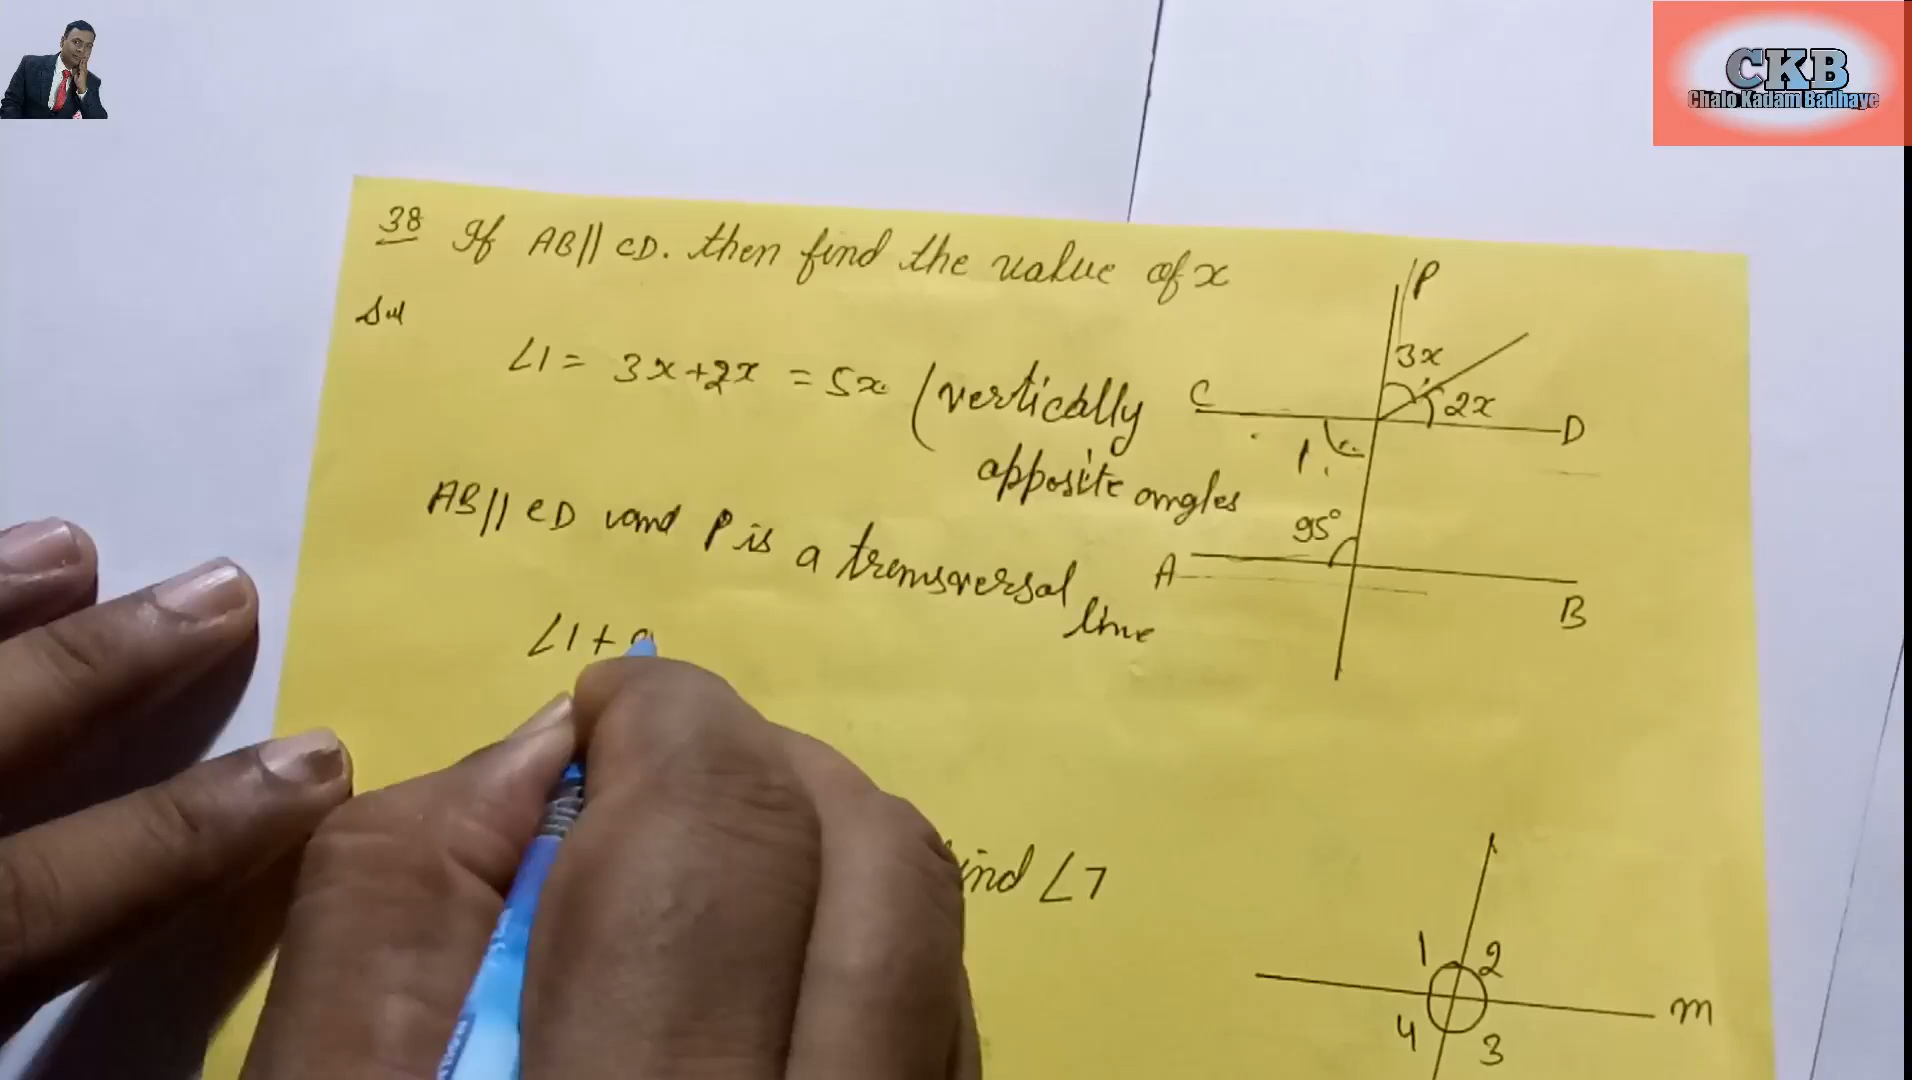 CKB
Chalo Kadam Badhaye
38 If AB || CD. then find the value of x
Sol
∠1 = 3x+2x = 5x (vertically
opposite angles
AB || CD and P is a transversal
line
∠1 +
find ∠7
P
3x
2x
C
D
1
95°
A
B
1
2
m
4
3